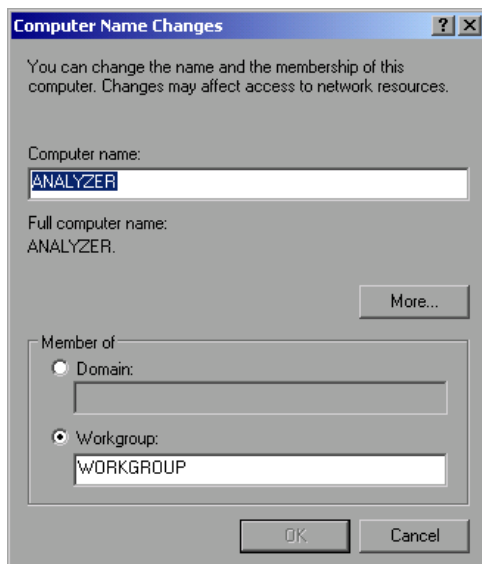 Computer Name Changes
You can change the name and the membership of this
computer. Changes may affect access to network resources.
Computer name:
ANALYZER
Full computer name:
ANALYZER.
More...
Member of
Domain:
Workgroup:
WORKGROUP
OK
Cancel